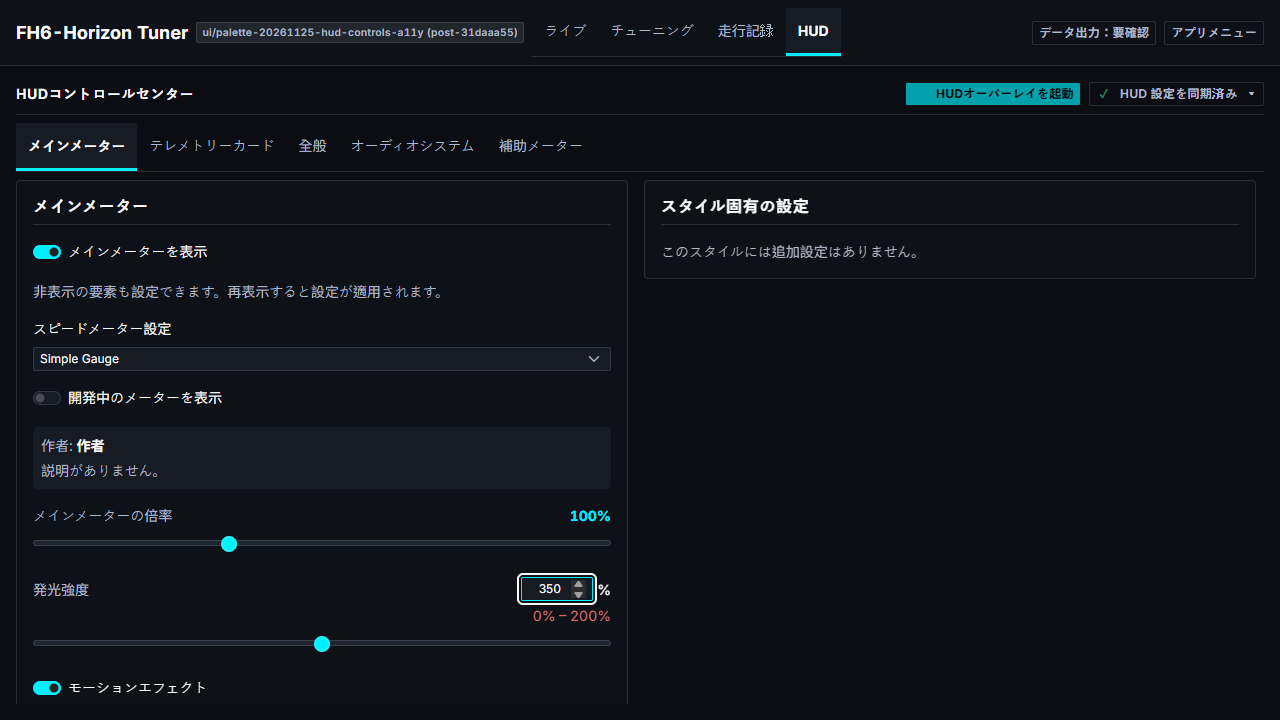 FH6-Horizon Tuner
ui/palette-20261125-hud-controls-a11y (post-31daaa55)
ライブ
チューニング
走行記録
HUD
データ出力：要確認
アプリメニュー
HUDコントロールセンター
HUDオーバーレイを起動
✓ HUD 設定を同期済み
メインメーター
テレメトリーカード
全般
オーディオシステム
補助メーター
メインメーター
メインメーターを表示
非表示の要素も設定できます。再表示すると設定が適用されます。
スピードメーター設定
Simple Gauge
開発中のメーターを表示
作者: 作者
説明がありません。
メインメーターの倍率
100%
発光強度
350 %
0% – 200%
モーションエフェクト
スタイル固有の設定
このスタイルには追加設定はありません。